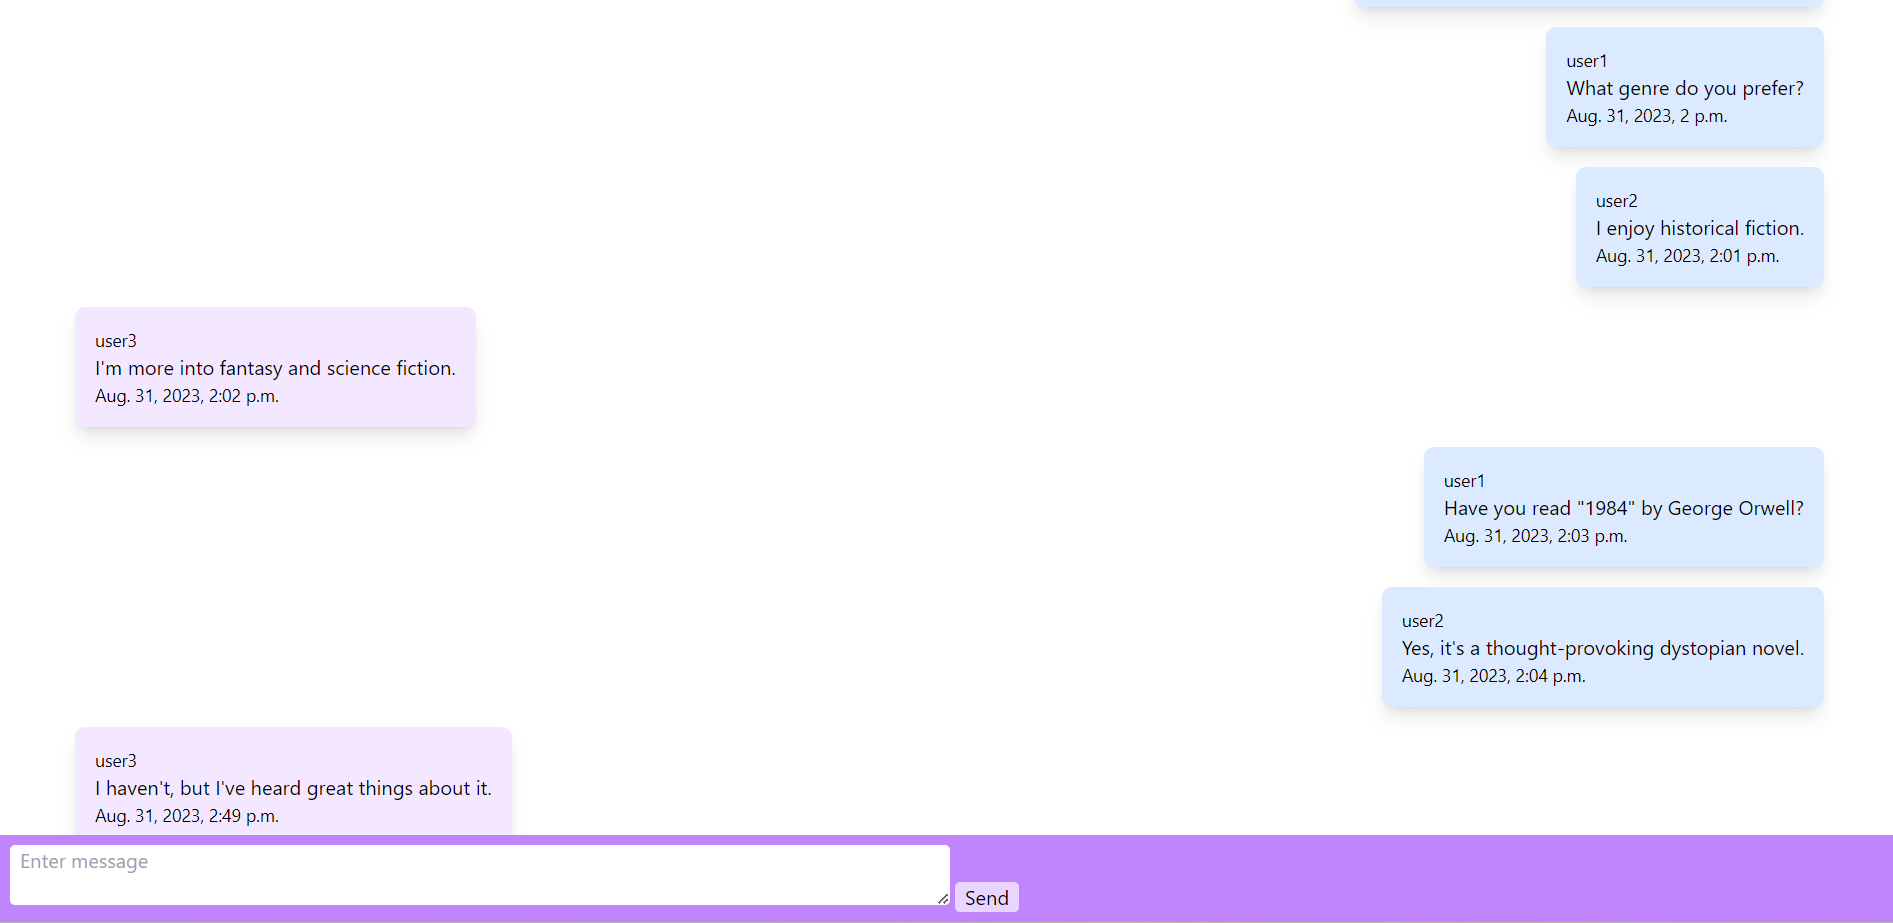 user1
What genre do you prefer?
Aug. 31, 2023, 2 p.m.
user2
I enjoy historical fiction.
Aug. 31, 2023, 2:01 p.m.
user3
I'm more into fantasy and science fiction.
Aug. 31, 2023, 2:02 p.m.
user1
Have you read "1984" by George Orwell?
Aug. 31, 2023, 2:03 p.m.
user2
Yes, it's a thought-provoking dystopian novel.
Aug. 31, 2023, 2:04 p.m.
user3
I haven't, but I've heard great things about it.
Aug. 31, 2023, 2:49 p.m.
Enter message
Send